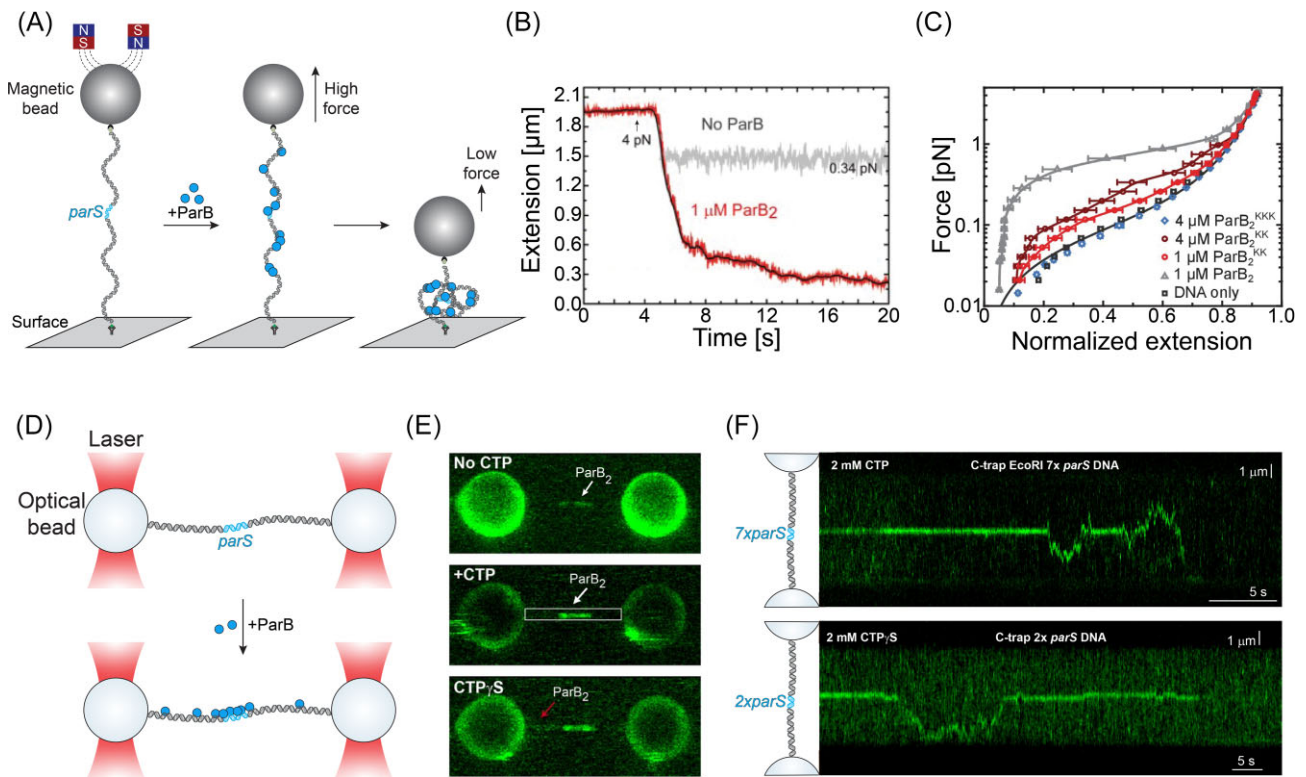 (A)
N
S
S
N
Magnetic
bead
High
force
parS
+ParB
Low
force
Surface
(B)
Extension [µm]
2.1
1.8
1.5
1.2
0.9
0.6
0.3
0.0
4 pN
No ParB
0.34 pN
1 µM ParB2
0 4 8 12 16 20
Time [s]
(C)
Force [pN]
1
0.1
0.01
4 µM ParB2KKK
4 µM ParB2KK
1 µM ParB2KK
1 µM ParB2
DNA only
0 0.2 0.4 0.6 0.8 1.0
Normalized extension
(D)
Laser
Optical
bead
parS
+ParB
(E)
No CTP
ParB2
+CTP
ParB2
CTPγS
ParB2
(F)
2 mM CTP C-trap EcoRI 7x parS DNA 1 µm
7xparS
5 s
2 mM CTPγS C-trap 2x parS DNA 1 µm
2xparS
5 s